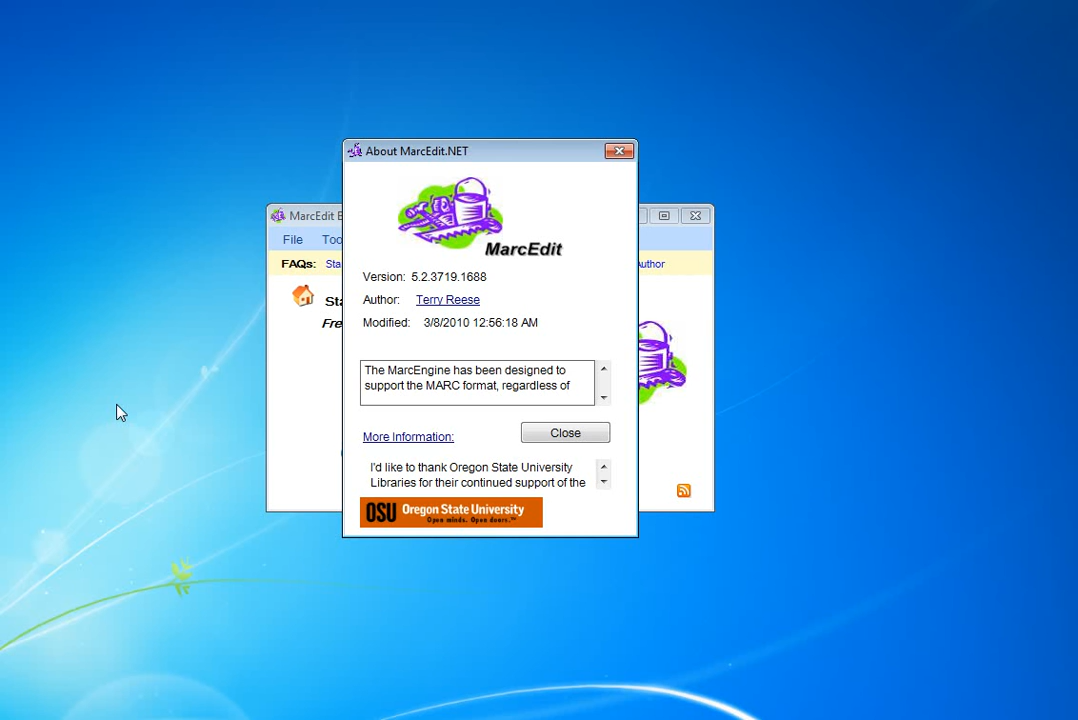 About MarcEdit.NET
MarcEdit
Version: 5.2.3719.1688
Author: Terry Reese
Modified: 3/8/2010 12:56:18 AM
The MarcEngine has been designed to
support the MARC format, regardless of
More Information:
Close
I'd like to thank Oregon State University
Libraries for their continued support of the
OSU Oregon State University
Open minds. Open doors.™
MarcEdit
File
FAQs:
uthor